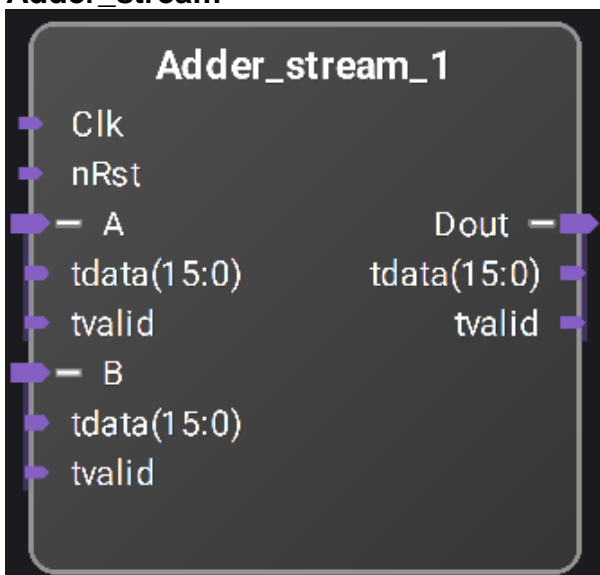 Adder_stream
Adder_stream_1
Clk
nRst
A Dout
tdata(15:0) tdata(15:0)
tvalid tvalid
B
tdata(15:0)
tvalid